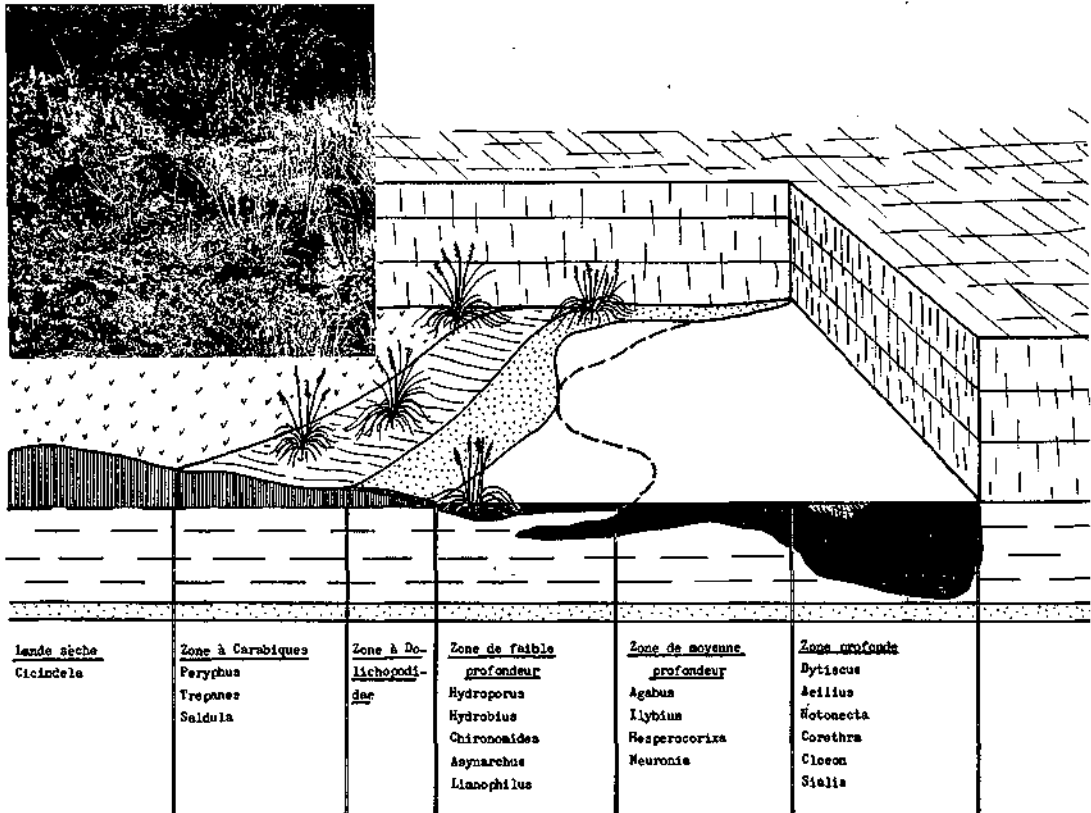 Lande sèche
Cicindela
Zone à Carabiques
Peryphus
Trepanes
Saldula
Zone à Do-
lichopodi-
dae
Zone de faible
profondeur
Hydroporus
Hydrobius
Chironomides
Asynarchus
Limnophilus
Zone de moyenne
profondeur
Agabus
Ilybius
Hesperocorixa
Neuronia
Zone profonde
Dytiscus
Acilius
Notonecta
Corethra
Cloeon
Sialis